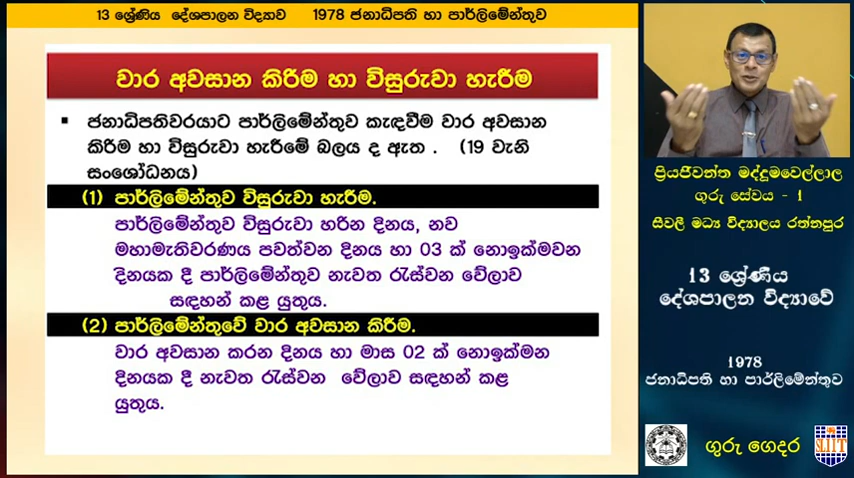 13 ශ්‍රේණිය දේශපාලන විද්‍යාව 1978 ජනාධිපති හා පාර්ලිමේන්තුව
වාර අවසාන කිරීම හා විසුරුවා හැරීම
▪ ජනාධිපතිවරයාට පාර්ලිමේන්තුව කැඳවීම වාර අවසාන
කිරීම හා විසුරුවා හැරීමේ බලය ද ඇත . (19 වැනි
සංශෝධනය)
(1) පාර්ලිමේන්තුව විසුරුවා හැරීම.
පාර්ලිමේන්තුව විසුරුවා හරින දිනය, නව
මහාමැතිවරණය පවත්වන දිනය හා 03 ක් නොඉක්මවන
දිනයක දී පාර්ලිමේන්තුව නැවත රැස්වන වේලාව
සඳහන් කළ යුතුය.
(2) පාර්ලිමේන්තුවේ වාර අවසාන කිරීම.
වාර අවසාන කරන දිනය හා මාස 02 ක් නොඉක්මන
දිනයක දී නැවත රැස්වන වේලාව සඳහන් කළ
යුතුය.
ප්‍රියජීවන්ත මද්දුමවෙල්ලාල
ගුරු සේවය - 1
සීවලී මධ්‍ය විද්‍යාලය රත්නපුර
13 ශ්‍රේණිය
දේශපාලන විද්‍යාවේ
1978
ජනාධිපති හා පාර්ලිමේන්තුව
ගුරු ගෙදර
SLIIT